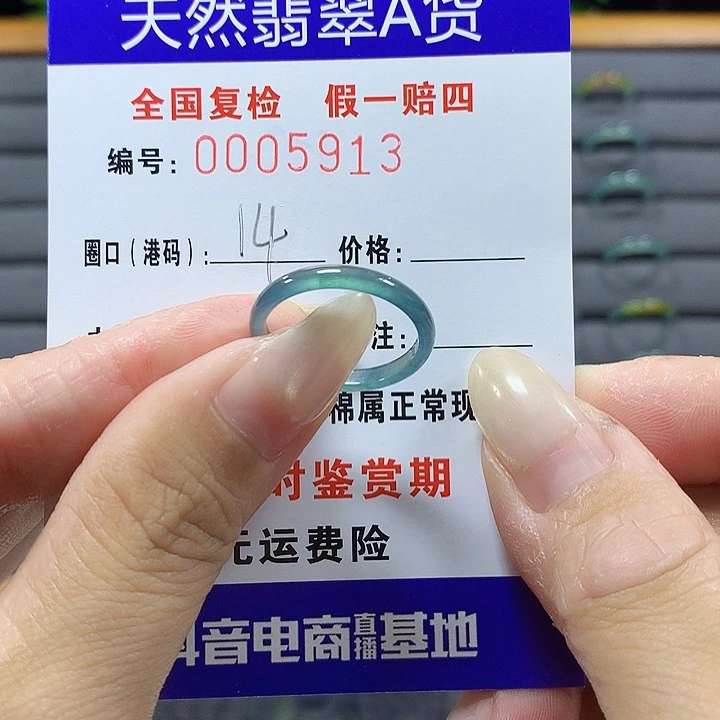 天然翡翠A货
全国复检 假一赔四
编号: 0005913
圈口(港码): 14 价格:
注:
棉属正常现
时鉴赏期
运费险
音电商直播基地